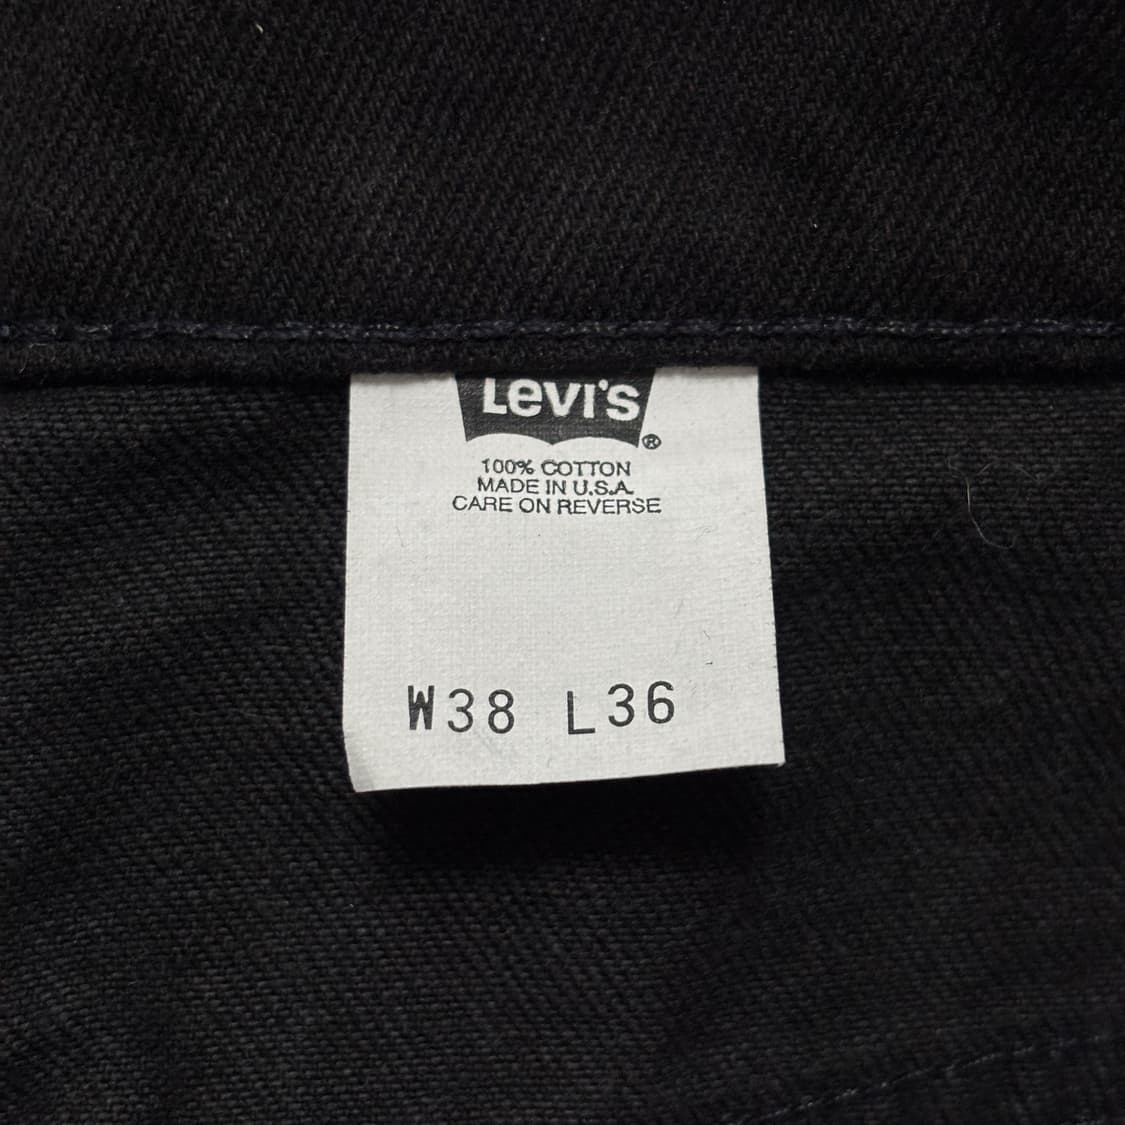 Levi's ®
100% COTTON
MADE IN U.S.A.
CARE ON REVERSE
W38 L36